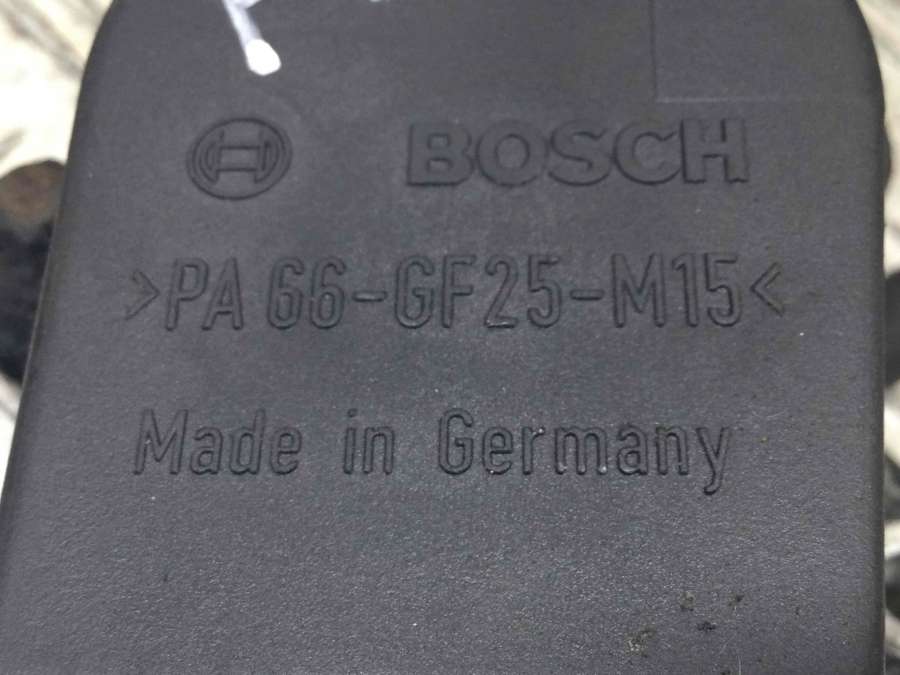 BOSCH
>PA 66-GF25-M15<
Made in Germany